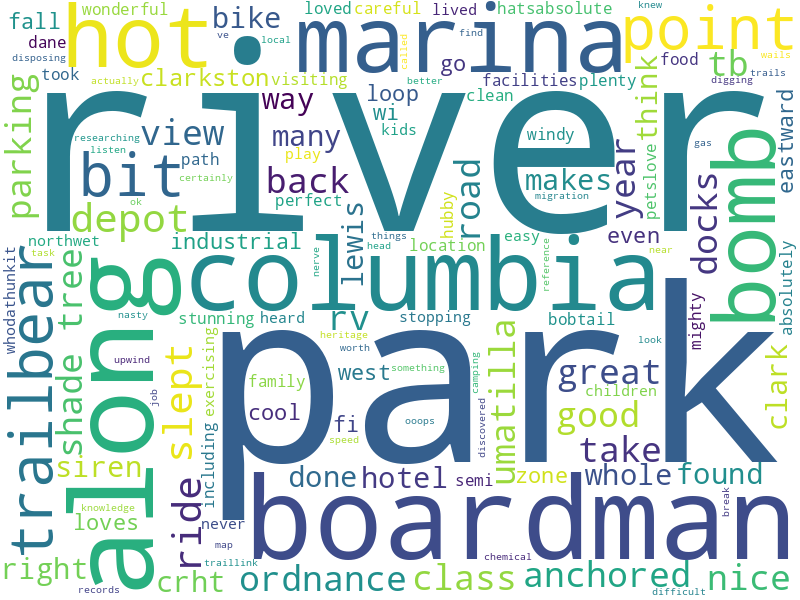 wonderful
bike
loved
careful
hatsabsolute
knew
fall
dane
hot
marina
lived
point
ve
local
called
find
walls
disposing
took
actually
clarkston
visiting
go
better
facilities
plenty
food
tb
trails
digging
parking
river
way
loop
wi
clean
think
eastward
researching
listen
view
many
kids
windy
gas
path
play
road
year
bomb
certainly
bit
back
makes
petslove
migration
ok
perfect
hubby
depot
lewis
docks
northwet
industrial
things
location
easy
even
task
head
near
nerve
reference
whodathunkit
trailbear
shade tree
along
columbia
absolutely
mighty
nasty
stunning
heard
rv
stopping
bobtail
heritage
worth
look
upwind
slept
exercising
park
umatilla
camping
family
west
something
great
clark
children
job
cool
fi
ooops
good
speed
discovered
take
siren
including
done
hotel
semi
zone
whole
found
knowledge
loves
ride
never
boardman
break
map
chemical
right
crht
traillink
ordnance
class
anchored
nice
records
difficult